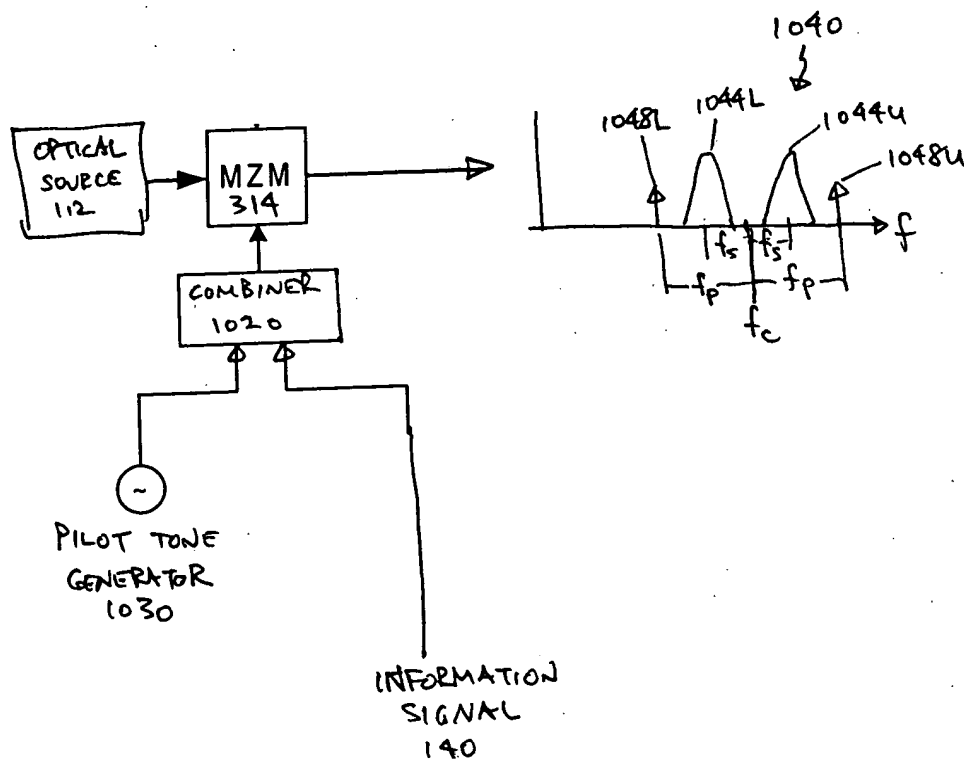 OPTICAL
SOURCE
112
MZM
314
COMBINER
1020
~
PILOT TONE
GENERATOR
1030
INFORMATION
SIGNAL
140
1040
1048L
1044L
1044U
1048U
fs
fs
f
fp
fp
fc